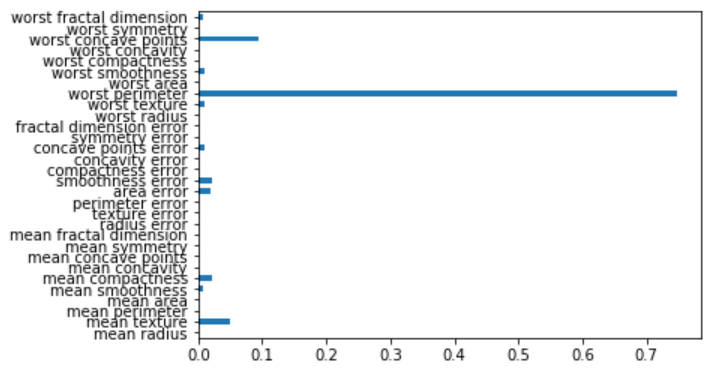 worst fractal dimension
worst symmetry
worst concave points
worst concavity
worst compactness
worst smoothness
worst area
worst perimeter
worst texture
worst radius
fractal dimension error
symmetry error
concave points error
concavity error
compactness error
smoothness error
area error
perimeter error
texture error
radius error
mean fractal dimension
mean symmetry
mean concave points
mean concavity
mean compactness
mean smoothness
mean area
mean perimeter
mean texture
mean radius
0.0 0.1 0.2 0.3 0.4 0.5 0.6 0.7